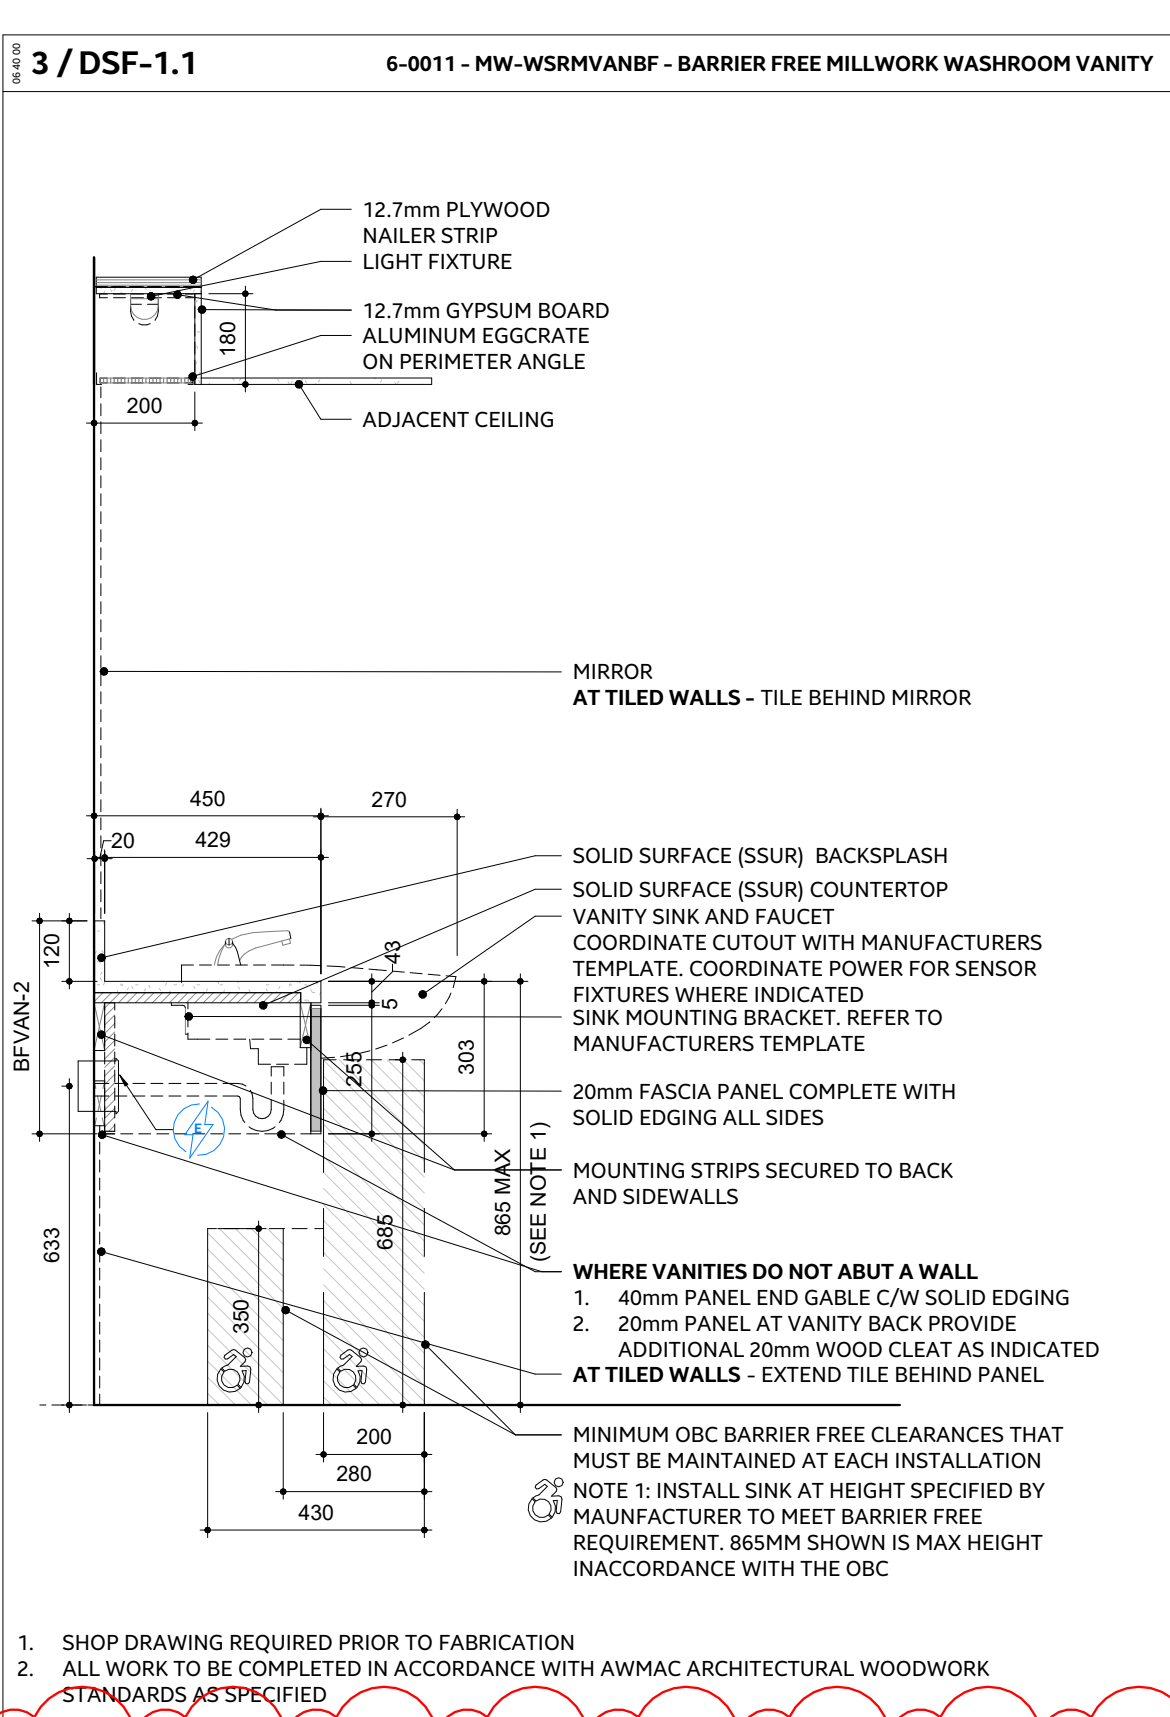 06 40 00
3 / DSF-1.1
6-0011 - MW-WSRMVANBF - BARRIER FREE MILLWORK WASHROOM VANITY
12.7mm PLYWOOD
NAILER STRIP
LIGHT FIXTURE
12.7mm GYPSUM BOARD
ALUMINUM EGGCRATE
ON PERIMETER ANGLE
180
200
ADJACENT CEILING
MIRROR
AT TILED WALLS - TILE BEHIND MIRROR
450
270
20
429
SOLID SURFACE (SSUR) BACKSPLASH
SOLID SURFACE (SSUR) COUNTERTOP
VANITY SINK AND FAUCET
COORDINATE CUTOUT WITH MANUFACTURERS
TEMPLATE. COORDINATE POWER FOR SENSOR
FIXTURES WHERE INDICATED
SINK MOUNTING BRACKET. REFER TO
MANUFACTURERS TEMPLATE
120
43
5
BFVAN-2
255
303
20mm FASCIA PANEL COMPLETE WITH
SOLID EDGING ALL SIDES
E
MOUNTING STRIPS SECURED TO BACK
AND SIDEWALLS
865 MAX
(SEE NOTE 1)
633
685
350
WHERE VANITIES DO NOT ABUT A WALL
1. 40mm PANEL END GABLE C/W SOLID EDGING
2. 20mm PANEL AT VANITY BACK PROVIDE
ADDITIONAL 20mm WOOD CLEAT AS INDICATED
AT TILED WALLS - EXTEND TILE BEHIND PANEL
200
280
430
MINIMUM OBC BARRIER FREE CLEARANCES THAT
MUST BE MAINTAINED AT EACH INSTALLATION
NOTE 1: INSTALL SINK AT HEIGHT SPECIFIED BY
MAUNFACTURER TO MEET BARRIER FREE
REQUIREMENT. 865MM SHOWN IS MAX HEIGHT
INACCORDANCE WITH THE OBC
1. SHOP DRAWING REQUIRED PRIOR TO FABRICATION
2. ALL WORK TO BE COMPLETED IN ACCORDANCE WITH AWMAC ARCHITECTURAL WOODWORK
STANDARDS AS SPECIFIED